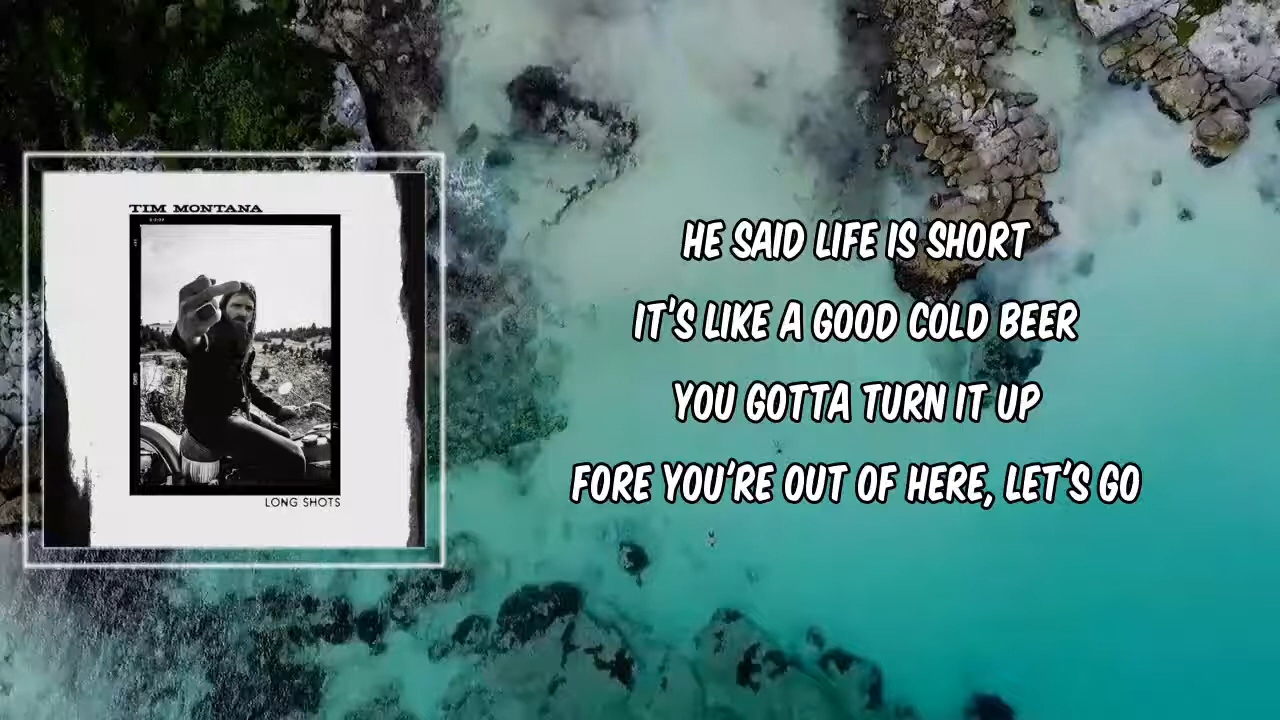 TIM MONTANA
LONG SHOTS
HE SAID LIFE IS SHORT
IT'S LIKE A GOOD COLD BEER
YOU GOTTA TURN IT UP
FORE YOU'RE OUT OF HERE, LET'S GO